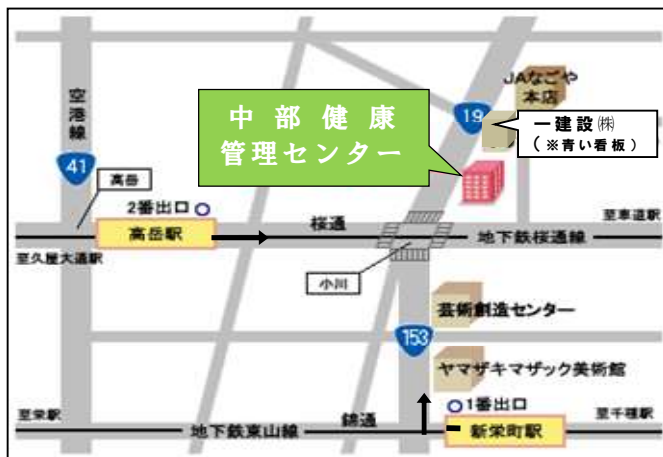 JAなごや
本店
空港線
19
中部健康
管理センター
一建設㈱
(※青い看板)
41
高岳
2番出口
高岳駅
桜通
至車道駅
地下鉄桜通線
至久屋大通駅
小川
芸術創造センター
153
ヤマザキマザック美術館
1番出口
至栄駅
錦通
至千種駅
地下鉄東山線
新栄町駅